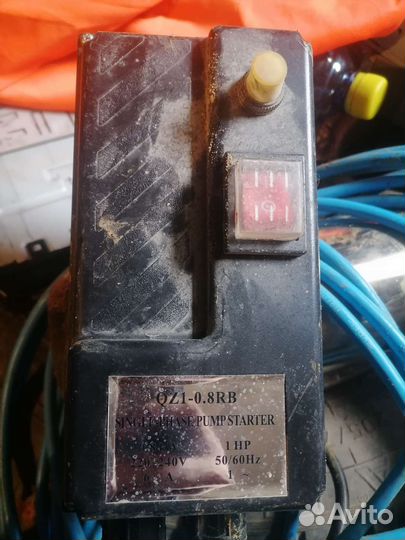 QZ1-0.8RB
SINGLE-PHASE PUMP STARTER
1 HP
220-240V 50/60Hz
A 1 ~
Avito